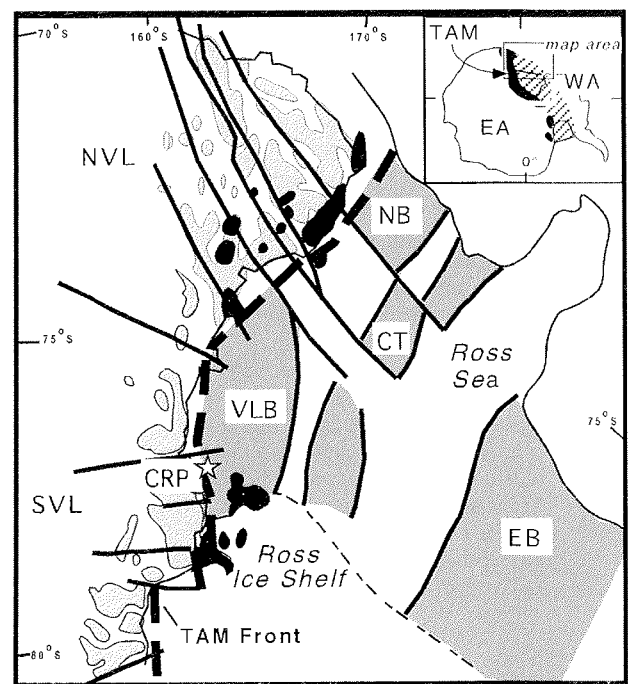 70°S
160°S
170°S
TAM
map area
WA
EA
0°
NVL
NB
75°S
CT
Ross
Sea
VLB
75°S
CRP
SVL
EB
Ross
Ice Shelf
TAM Front
80°S